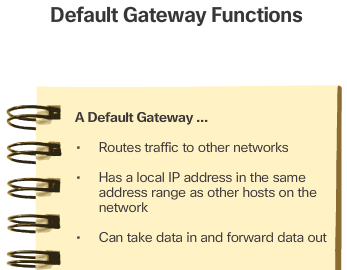 Default Gateway Functions
A Default Gateway ...
• Routes traffic to other networks
• Has a local IP address in the same
address range as other hosts on the
network
• Can take data in and forward data out